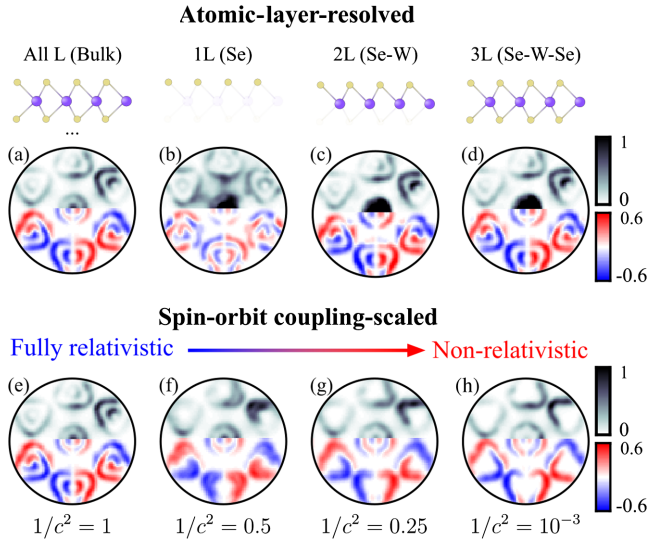 Atomic-layer-resolved
All L (Bulk) 1L (Se) 2L (Se-W) 3L (Se-W-Se)
...
(a) (b) (c) (d)
1
0
0.6
-0.6
Spin-orbit coupling-scaled
Fully relativistic Non-relativistic
(e) (f) (g) (h)
1
0
0.6
-0.6
1/c² = 1 1/c² = 0.5 1/c² = 0.25 1/c² = 10⁻³